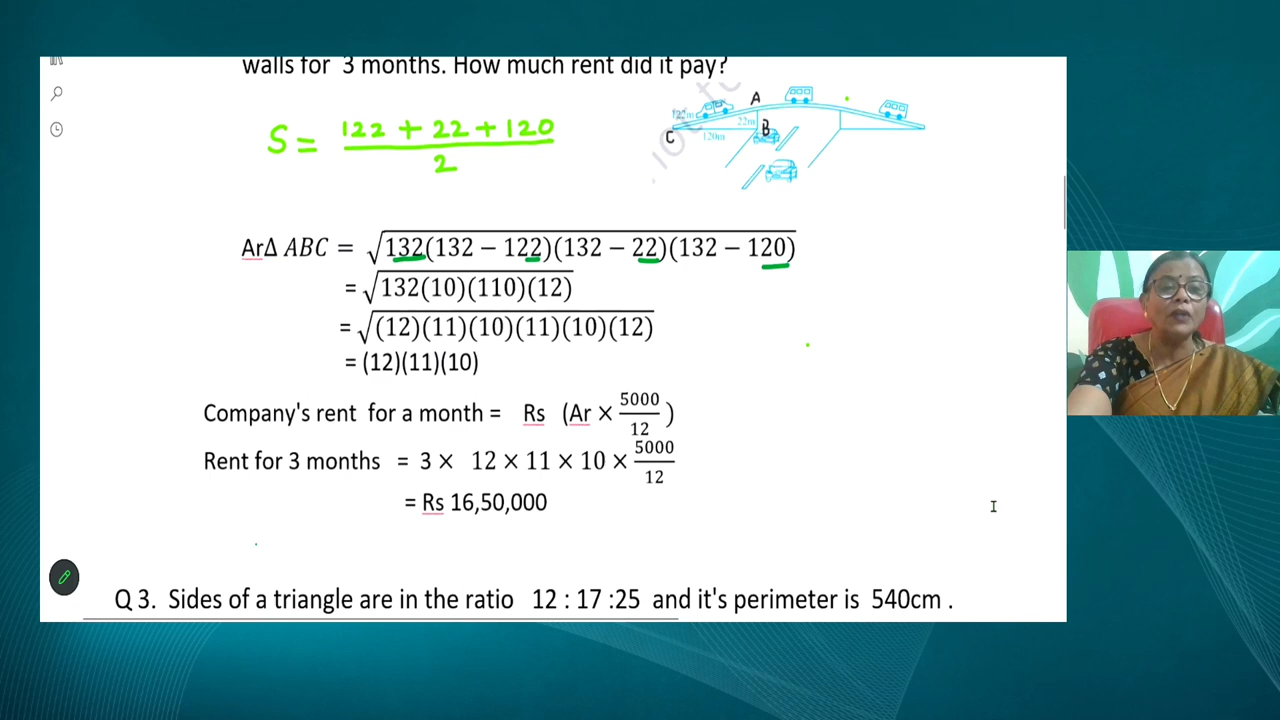 walls for 3 months. How much rent did it pay?
S = (122 + 22 + 120)/2
A
122m
22m
B
C
120m
ArΔ ABC = √132(132 − 122)(132 − 22)(132 − 120)
= √132(10)(110)(12)
= √(12)(11)(10)(11)(10)(12)
= (12)(11)(10)
Company's rent for a month = Rs (Ar × 5000/12)
Rent for 3 months = 3 × 12 × 11 × 10 × 5000/12
= Rs 16,50,000
Q 3. Sides of a triangle are in the ratio 12 : 17 :25 and it's perimeter is 540cm .